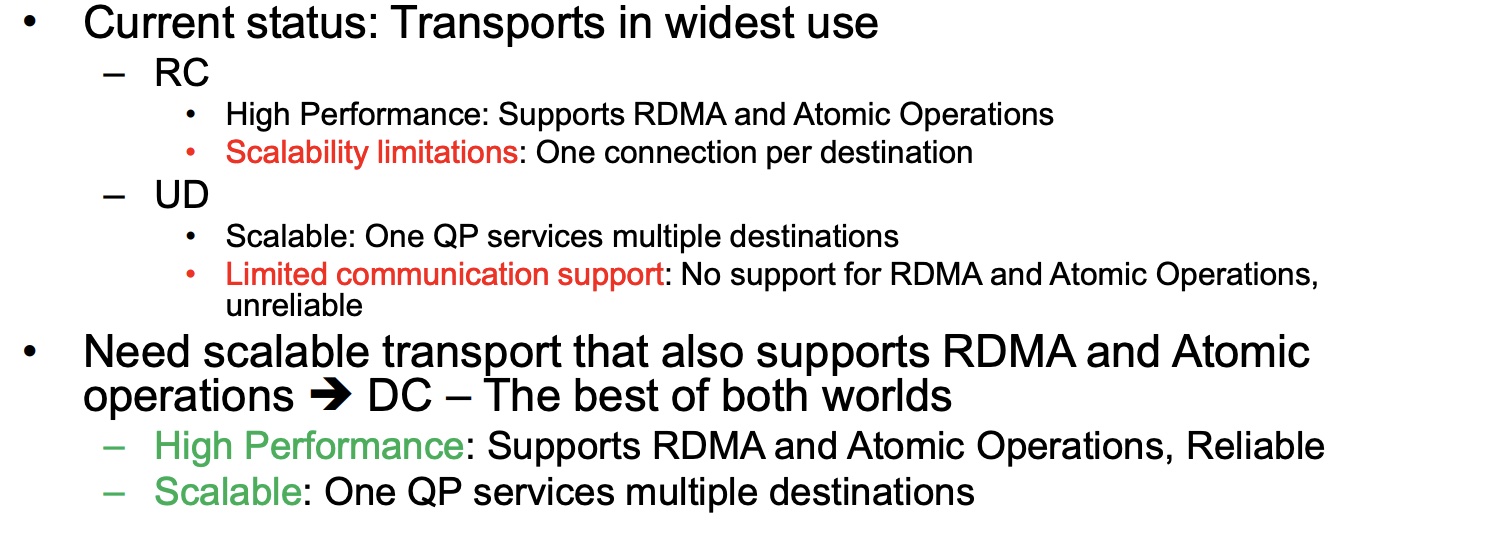 • Current status: Transports in widest use
– RC
• High Performance: Supports RDMA and Atomic Operations
• Scalability limitations: One connection per destination
– UD
• Scalable: One QP services multiple destinations
• Limited communication support: No support for RDMA and Atomic Operations,
unreliable
• Need scalable transport that also supports RDMA and Atomic
operations ➔ DC – The best of both worlds
– High Performance: Supports RDMA and Atomic Operations, Reliable
– Scalable: One QP services multiple destinations